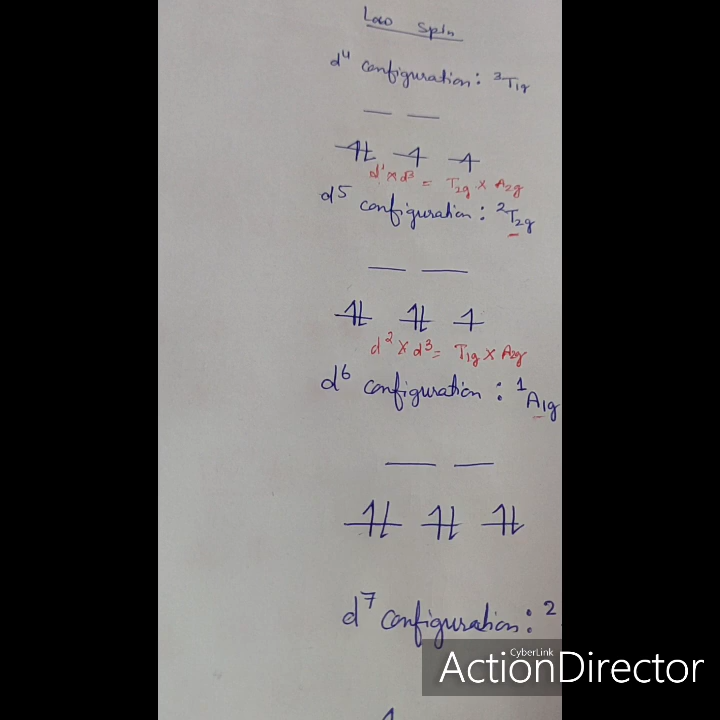 Low Spin
d⁴ configuration: ³T₁g
d¹ x d³ = T₂g x A₂g
d⁵ configuration: ²T₂g
d² x d³ = T₁g x A₂g
d⁶ configuration: ¹A₁g
d⁷ configuration: ²
CyberLink
ActionDirector